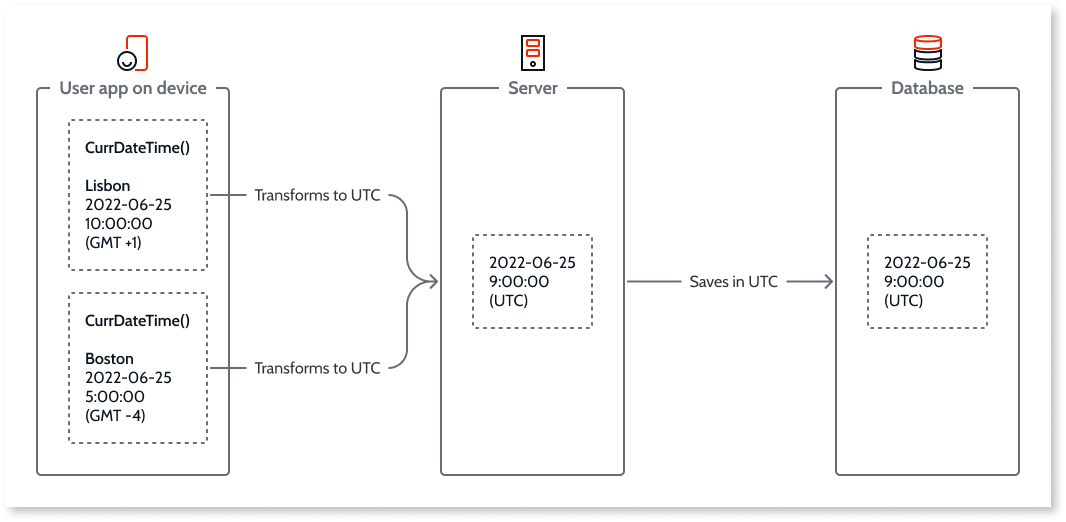 User app on device
CurrDateTime()
Lisbon
2022-06-25
10:00:00
(GMT +1)
CurrDateTime()
Boston
2022-06-25
5:00:00
(GMT -4)
Transforms to UTC
Transforms to UTC
Server
2022-06-25
9:00:00
(UTC)
Saves in UTC
Database
2022-06-25
9:00:00
(UTC)